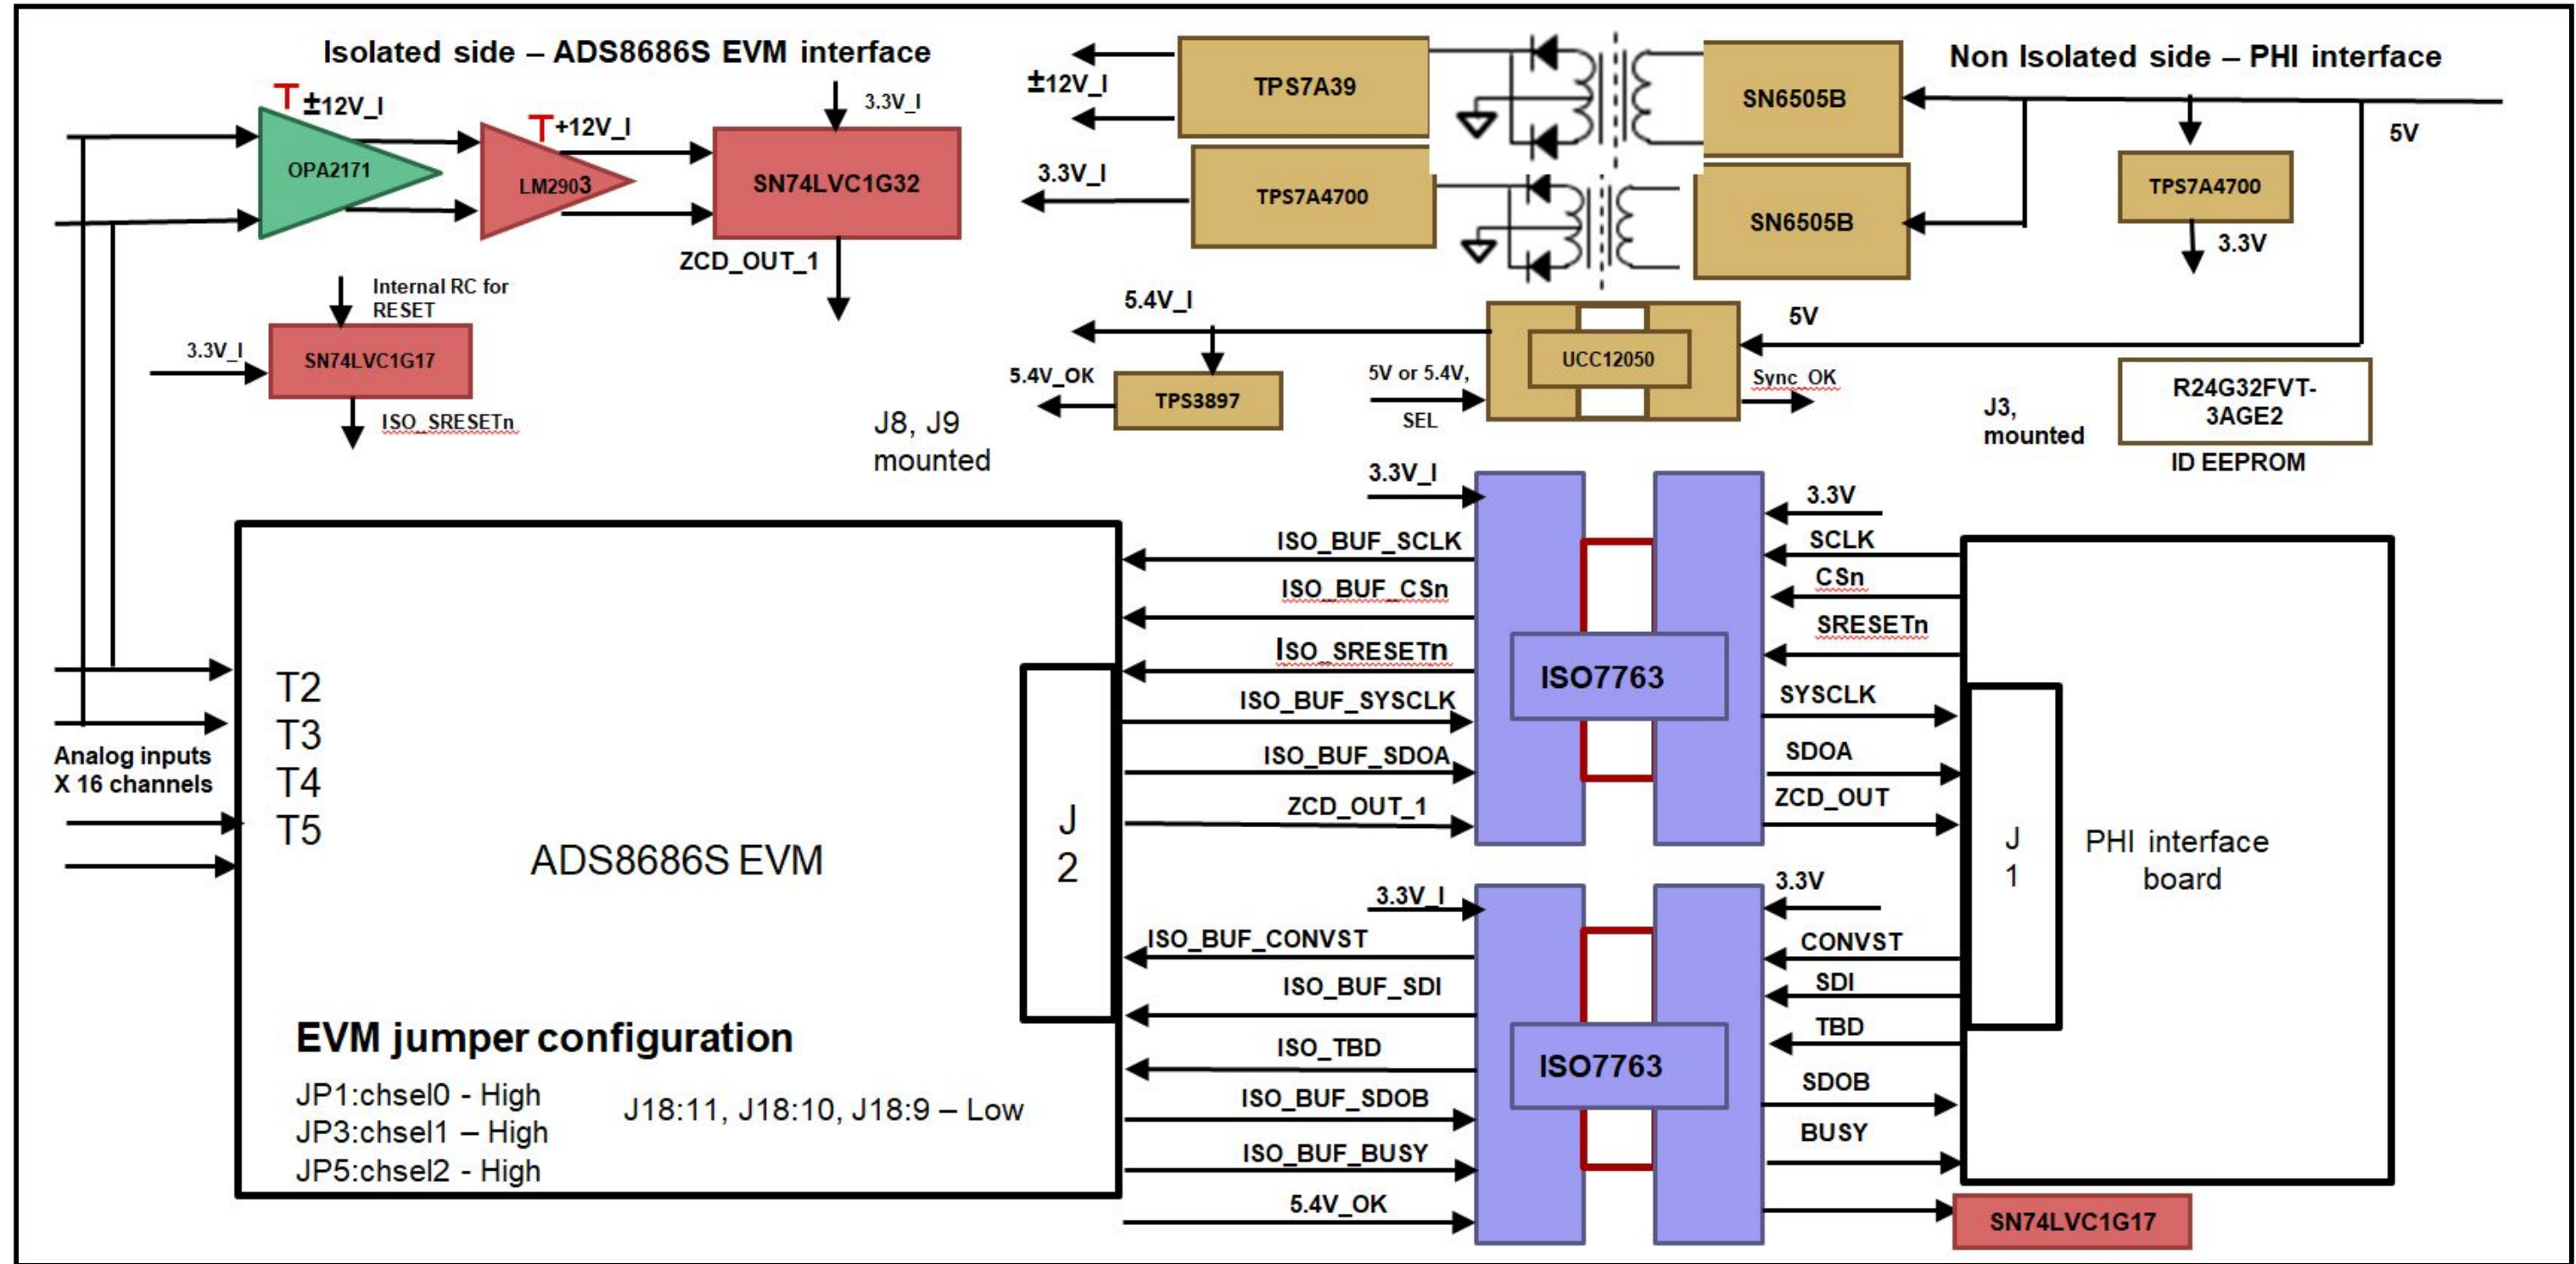 Isolated side – ADS8686S EVM interface
Non Isolated side – PHI interface
±12V_I
+12V_I
3.3V_I
OPA2171
LM2903
SN74LVC1G32
ZCD_OUT_1
Internal RC for
RESET
3.3V_I
SN74LVC1G17
ISO_SRESETn
J8, J9
mounted
±12V_I
TPS7A39
SN6505B
5V
3.3V_I
TPS7A4700
SN6505B
TPS7A4700
3.3V
5.4V_I
5V
UCC12050
5.4V_OK
TPS3897
5V or 5.4V,
SEL
Sync_OK
J3,
mounted
R24G32FVT-
3AGE2
ID EEPROM
3.3V_I
3.3V
ISO_BUF_SCLK
SCLK
ISO_BUF_CSn
CSn
ISO_SRESETn
SRESETn
ISO7763
ISO_BUF_SYSCLK
SYSCLK
ISO_BUF_SDOA
SDOA
ZCD_OUT_1
ZCD_OUT
T2
T3
T4
T5
Analog inputs
X 16 channels
ADS8686S EVM
J
2
J
1
PHI interface
board
3.3V_I
3.3V
ISO_BUF_CONVST
CONVST
ISO_BUF_SDI
SDI
ISO_TBD
TBD
ISO7763
ISO_BUF_SDOB
SDOB
ISO_BUF_BUSY
BUSY
5.4V_OK
SN74LVC1G17
EVM jumper configuration
JP1:chsel0 - High
JP3:chsel1 – High
JP5:chsel2 - High
J18:11, J18:10, J18:9 – Low